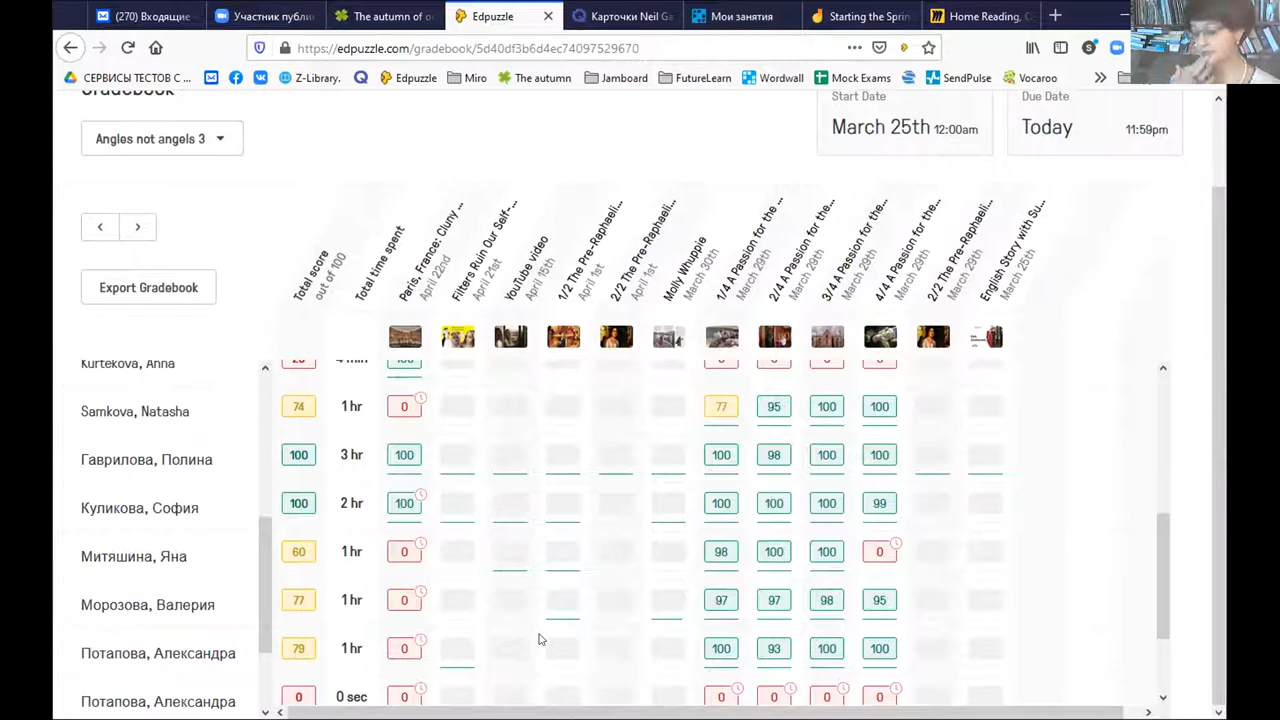 (270) Входящие
Участник публи
The autumn of o
Edpuzzle
Карточки Neil Ga
Мои занятия
Starting the Sprin
Home Reading, C
https://edpuzzle.com/gradebook/5d40df3b6d4ec74097529670
СЕРВИСЫ ТЕСТОВ С ...
Z-Library.
Edpuzzle
Miro
The autumn
Jamboard
FutureLearn
Wordwall
Mock Exams
SendPulse
Vocaroo
Gradebook
Start Date
Due Date
Angles not angels 3
March 25th 12:00am
Today 11:59pm
Export Gradebook
Total score
out of 100
Total time spent
Paris, France: Cluny ...
April 22nd
Filters Ruin Our Self-...
April 21st
YouTube video
April 15th
1/2 The Pre-Raphaeli...
April 1st
2/2 The Pre-Raphaeli...
April 1st
Molly Whuppie
March 30th
1/4 A Passion for the ...
March 29th
2/4 A Passion for the...
March 29th
3/4 A Passion for the...
March 29th
4/4 A Passion for the...
March 29th
2/2 The Pre-Raphaeli...
March 29th
English Story with Su...
March 25th
Kurtekova, Anna 4 min 100 0 0 0 0
Samkova, Natasha 74 1 hr 0 77 95 100 100
Гаврилова, Полина 100 3 hr 100 100 98 100 100
Куликова, София 100 2 hr 100 100 100 100 99
Митяшина, Яна 60 1 hr 0 98 100 100 0
Морозова, Валерия 77 1 hr 0 97 97 98 95
Потапова, Александра 79 1 hr 0 100 93 100 100
Потапова, Александра 0 0 sec 0 0 0 0 0